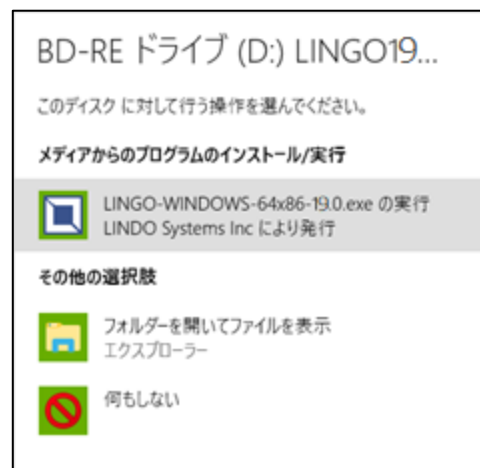 BD-RE ドライブ (D:) LINGO19...
このディスク に対して行う操作を選んでください。
メディアからのプログラムのインストール/実行
LINGO-WINDOWS-64x86-19.0.exe の実行
LINDO Systems Inc により発行
その他の選択肢
フォルダーを開いてファイルを表示
エクスプローラー
何もしない